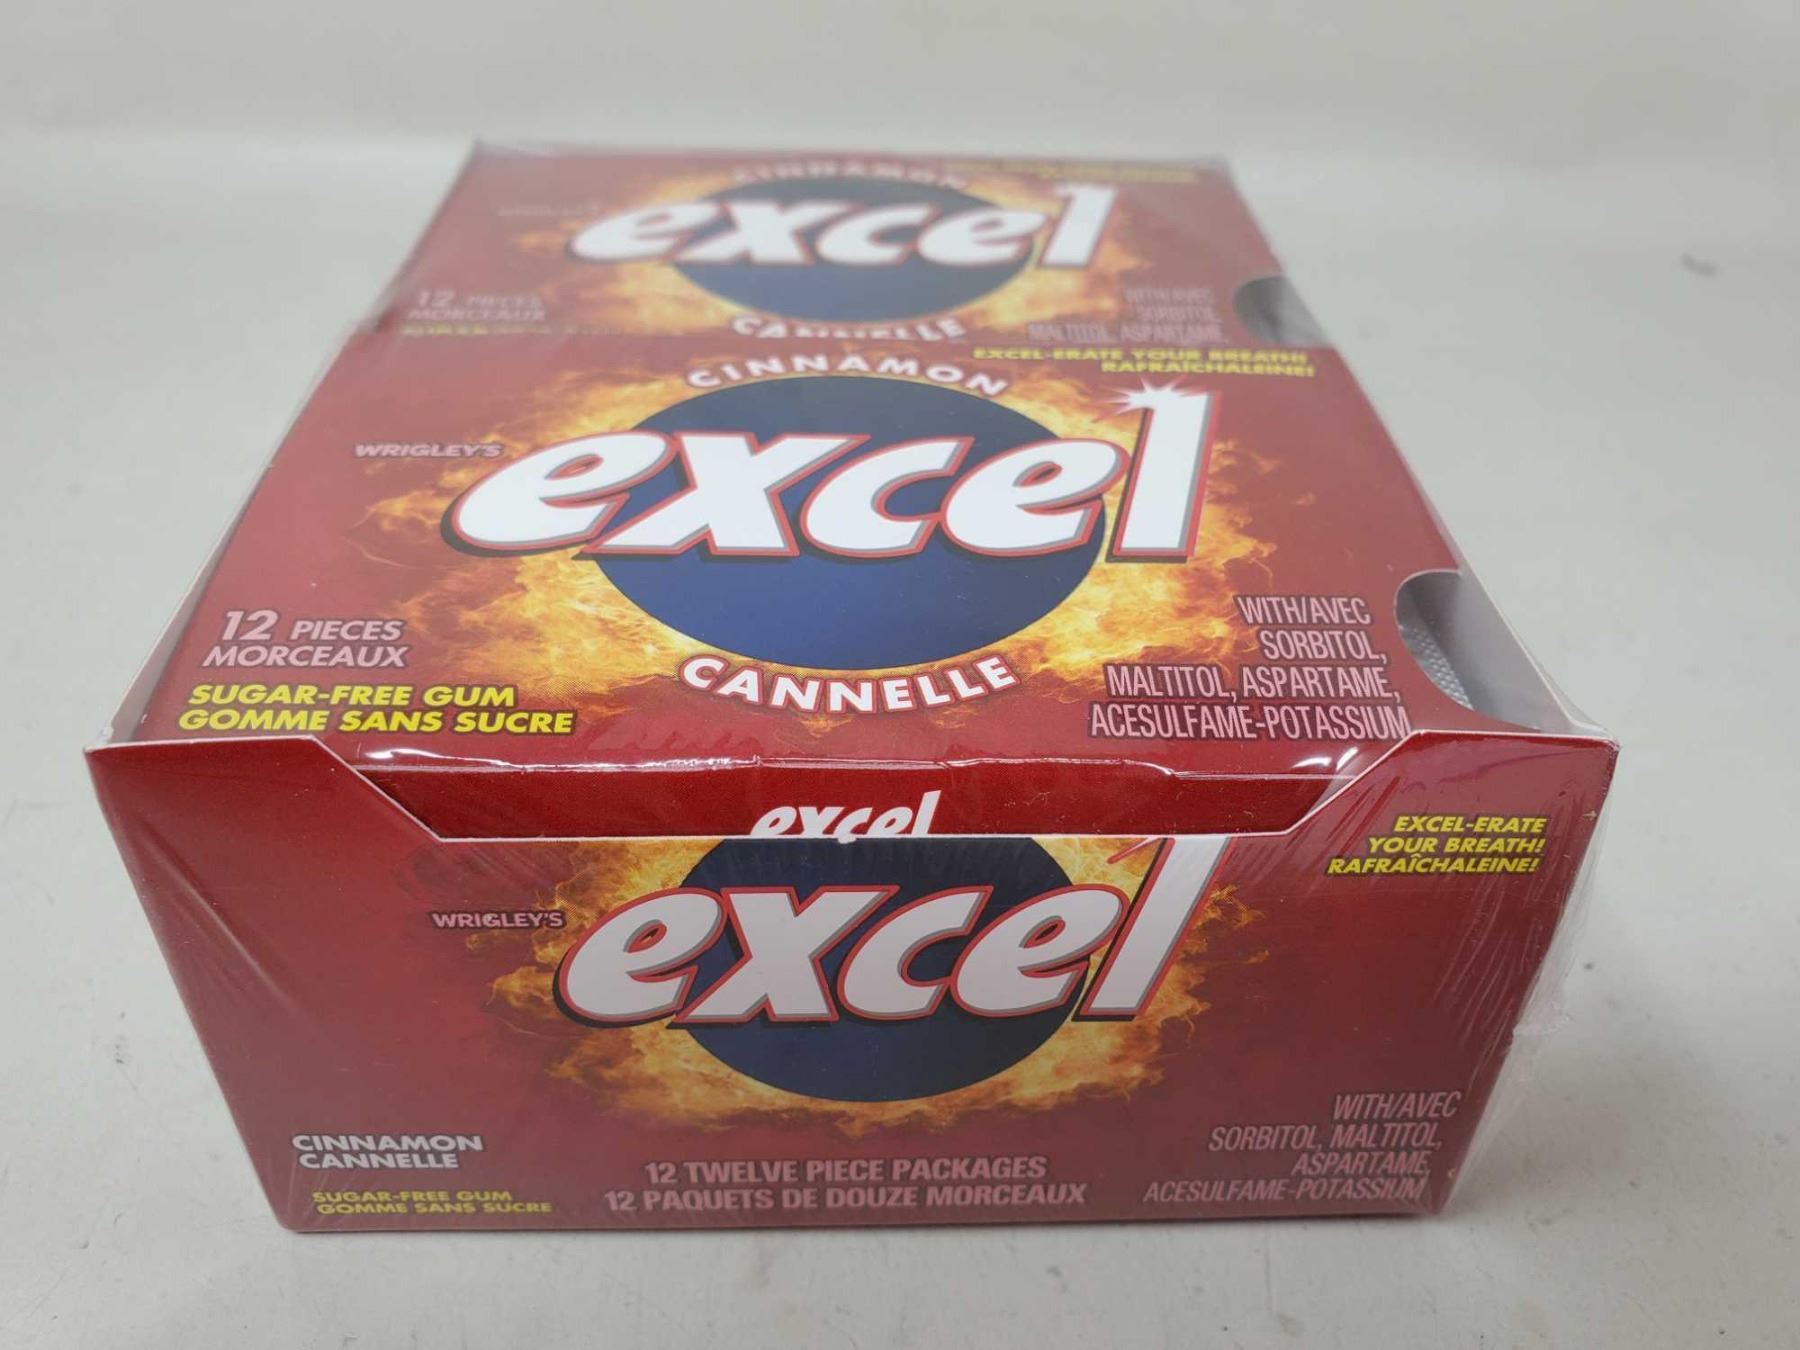 CINNAMON
excel
12 PIECES
MORCEAUX
CANNELLE
WITH/AVEC
SORBITOL
MALTITOL, ASPARTAME,
EXCEL-ERATE YOUR BREATH!
RAFRAÎCHALEINE!
CINNAMON
WRIGLEY'S
excel
12 PIECES
MORCEAUX
SUGAR-FREE GUM
GOMME SANS SUCRE
CANNELLE
WITH/AVEC
SORBITOL,
MALTITOL, ASPARTAME,
ACESULFAME-POTASSIUM
excel
EXCEL-ERATE
YOUR BREATH!
RAFRAÎCHALEINE!
WRIGLEY'S
excel
CINNAMON
CANNELLE
SUGAR-FREE GUM
GOMME SANS SUCRE
12 TWELVE PIECE PACKAGES
12 PAQUETS DE DOUZE MORCEAUX
WITH/AVEC
SORBITOL, MALTITOL,
ASPARTAME,
ACESULFAME-POTASSIUM